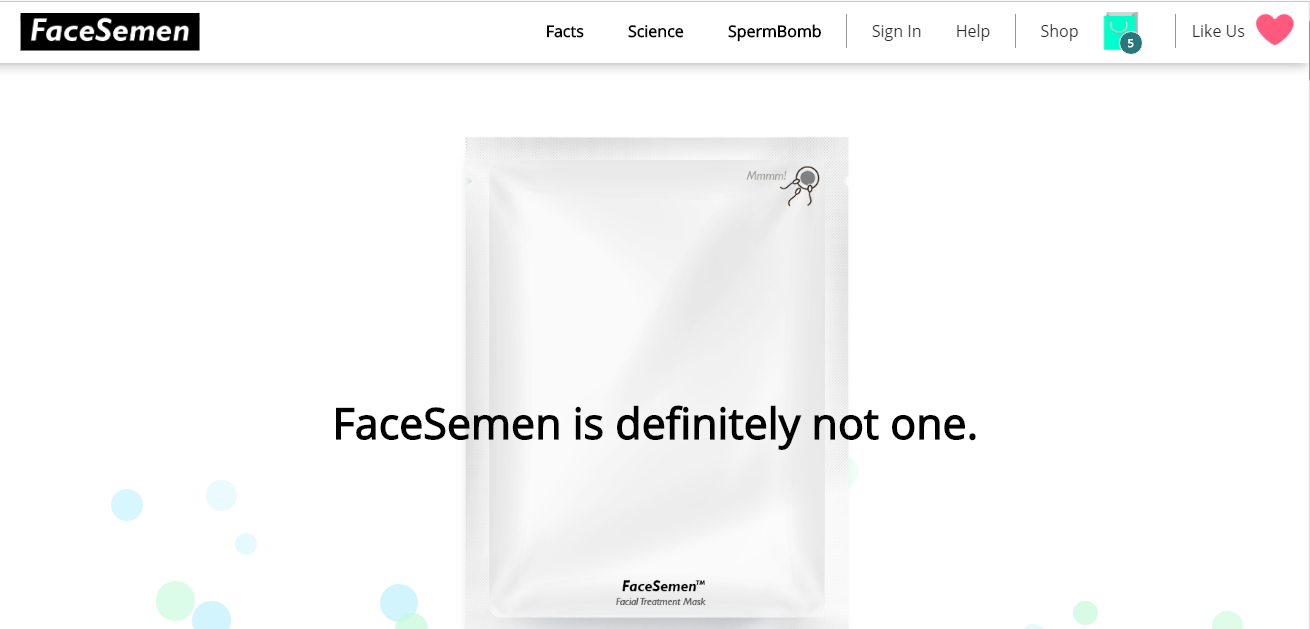 FaceSemen
Facts
Science
SpermBomb
Sign In
Help
Shop
5
Like Us
Mmmm!
FaceSemen is definitely not one.
FaceSemen™
Facial Treatment Mask